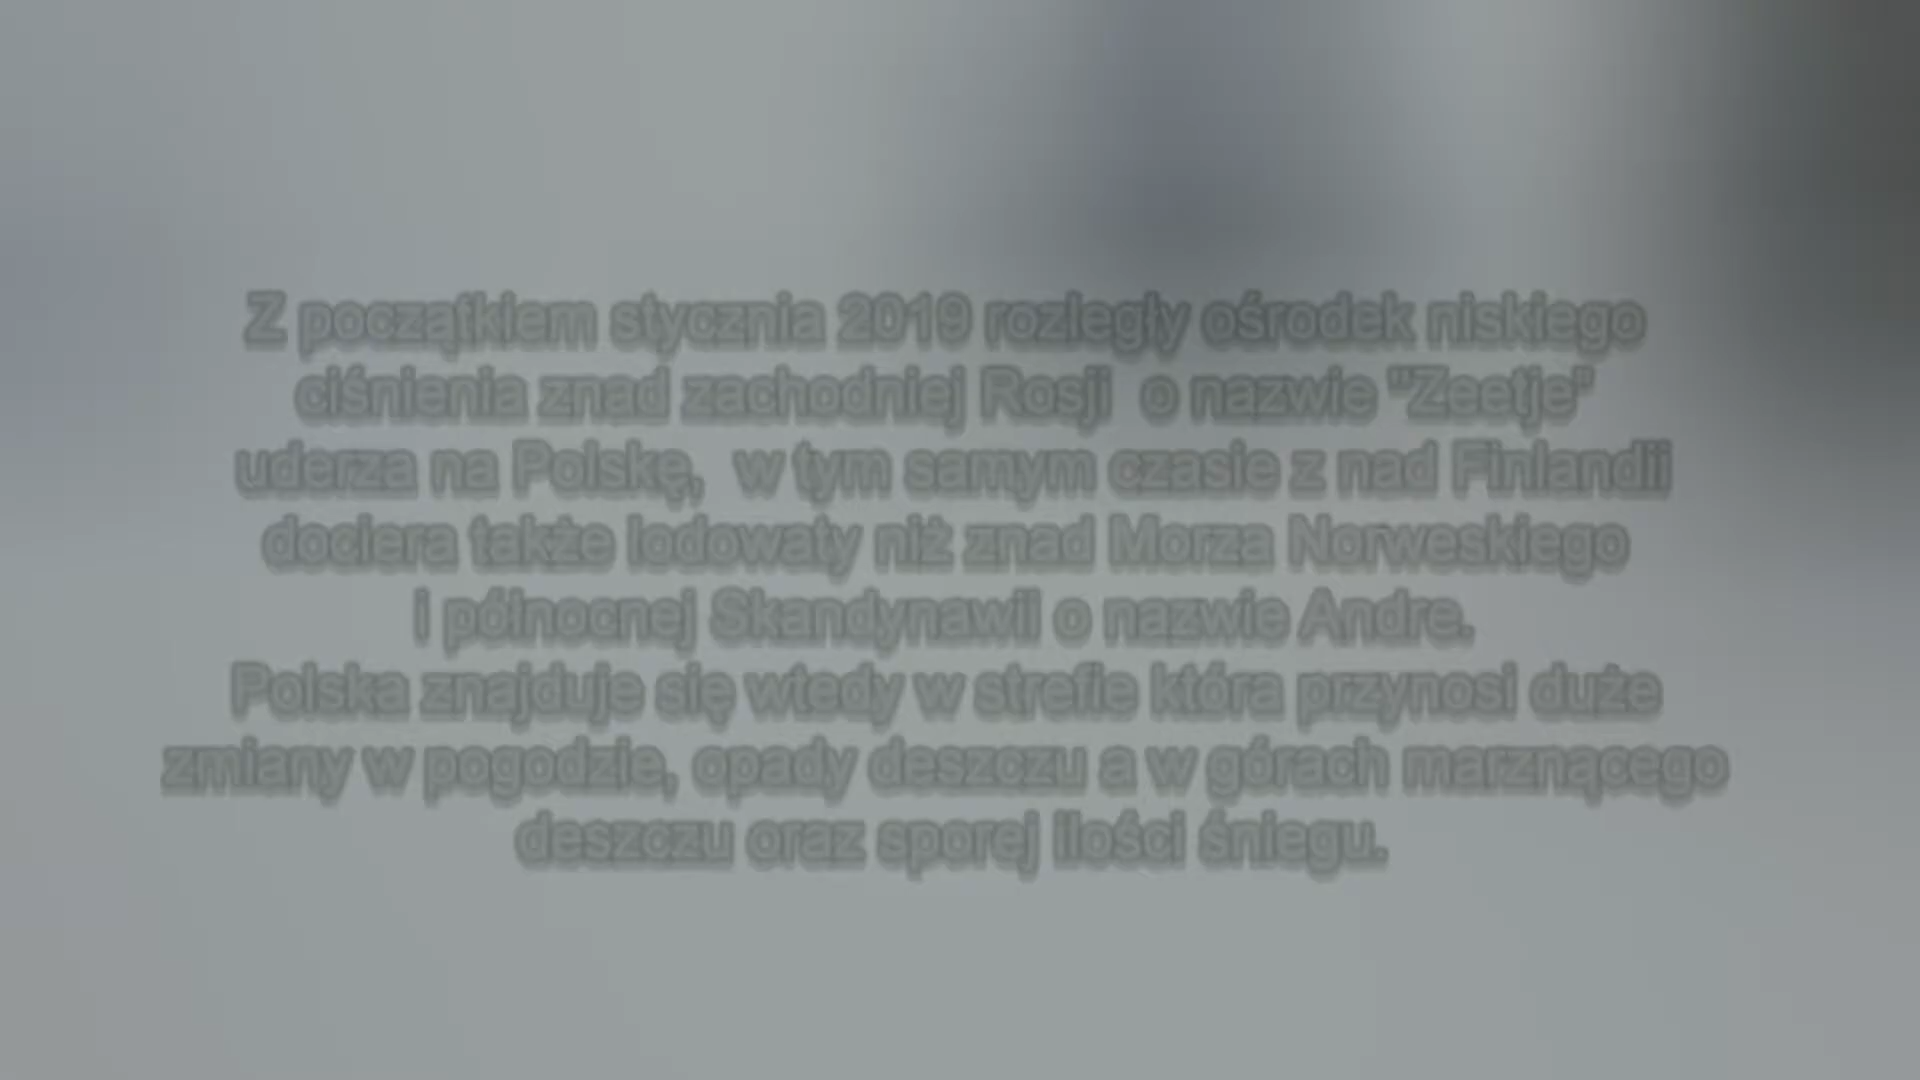 Z początkiem stycznia 2019 rozległy ośrodek niskiego
ciśnienia znad zachodniej Rosji o nazwie "Zeetje"
uderza na Polskę, w tym samym czasie z nad Finlandii
dociera także lodowaty niż znad Morza Norweskiego
i północnej Skandynawii o nazwie Andre.
Polska znajduje się wtedy w strefie która przynosi duże
zmiany w pogodzie, opady deszczu a w górach marznącego
deszczu oraz sporej ilości śniegu.